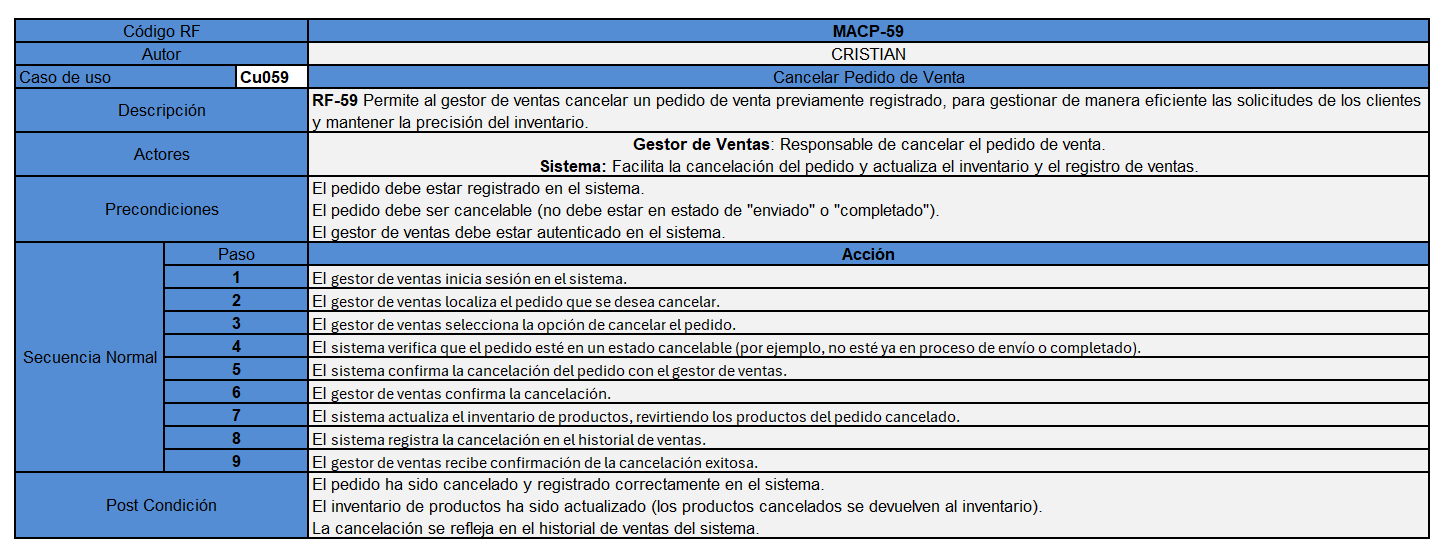 Código RF MACP-59
Autor CRISTIAN
Caso de uso Cu059 Cancelar Pedido de Venta
Descripción
RF-59 Permite al gestor de ventas cancelar un pedido de venta previamente registrado, para gestionar de manera eficiente las solicitudes de los clientes
y mantener la precisión del inventario.
Actores
Gestor de Ventas: Responsable de cancelar el pedido de venta.
Sistema: Facilita la cancelación del pedido y actualiza el inventario y el registro de ventas.
Precondiciones
El pedido debe estar registrado en el sistema.
El pedido debe ser cancelable (no debe estar en estado de "enviado" o "completado").
El gestor de ventas debe estar autenticado en el sistema.
Secuencia Normal
Paso Acción
1 El gestor de ventas inicia sesión en el sistema.
2 El gestor de ventas localiza el pedido que se desea cancelar.
3 El gestor de ventas selecciona la opción de cancelar el pedido.
4 El sistema verifica que el pedido esté en un estado cancelable (por ejemplo, no esté ya en proceso de envío o completado).
5 El sistema confirma la cancelación del pedido con el gestor de ventas.
6 El gestor de ventas confirma la cancelación.
7 El sistema actualiza el inventario de productos, revirtiendo los productos del pedido cancelado.
8 El sistema registra la cancelación en el historial de ventas.
9 El gestor de ventas recibe confirmación de la cancelación exitosa.
Post Condición
El pedido ha sido cancelado y registrado correctamente en el sistema.
El inventario de productos ha sido actualizado (los productos cancelados se devuelven al inventario).
La cancelación se refleja en el historial de ventas del sistema.